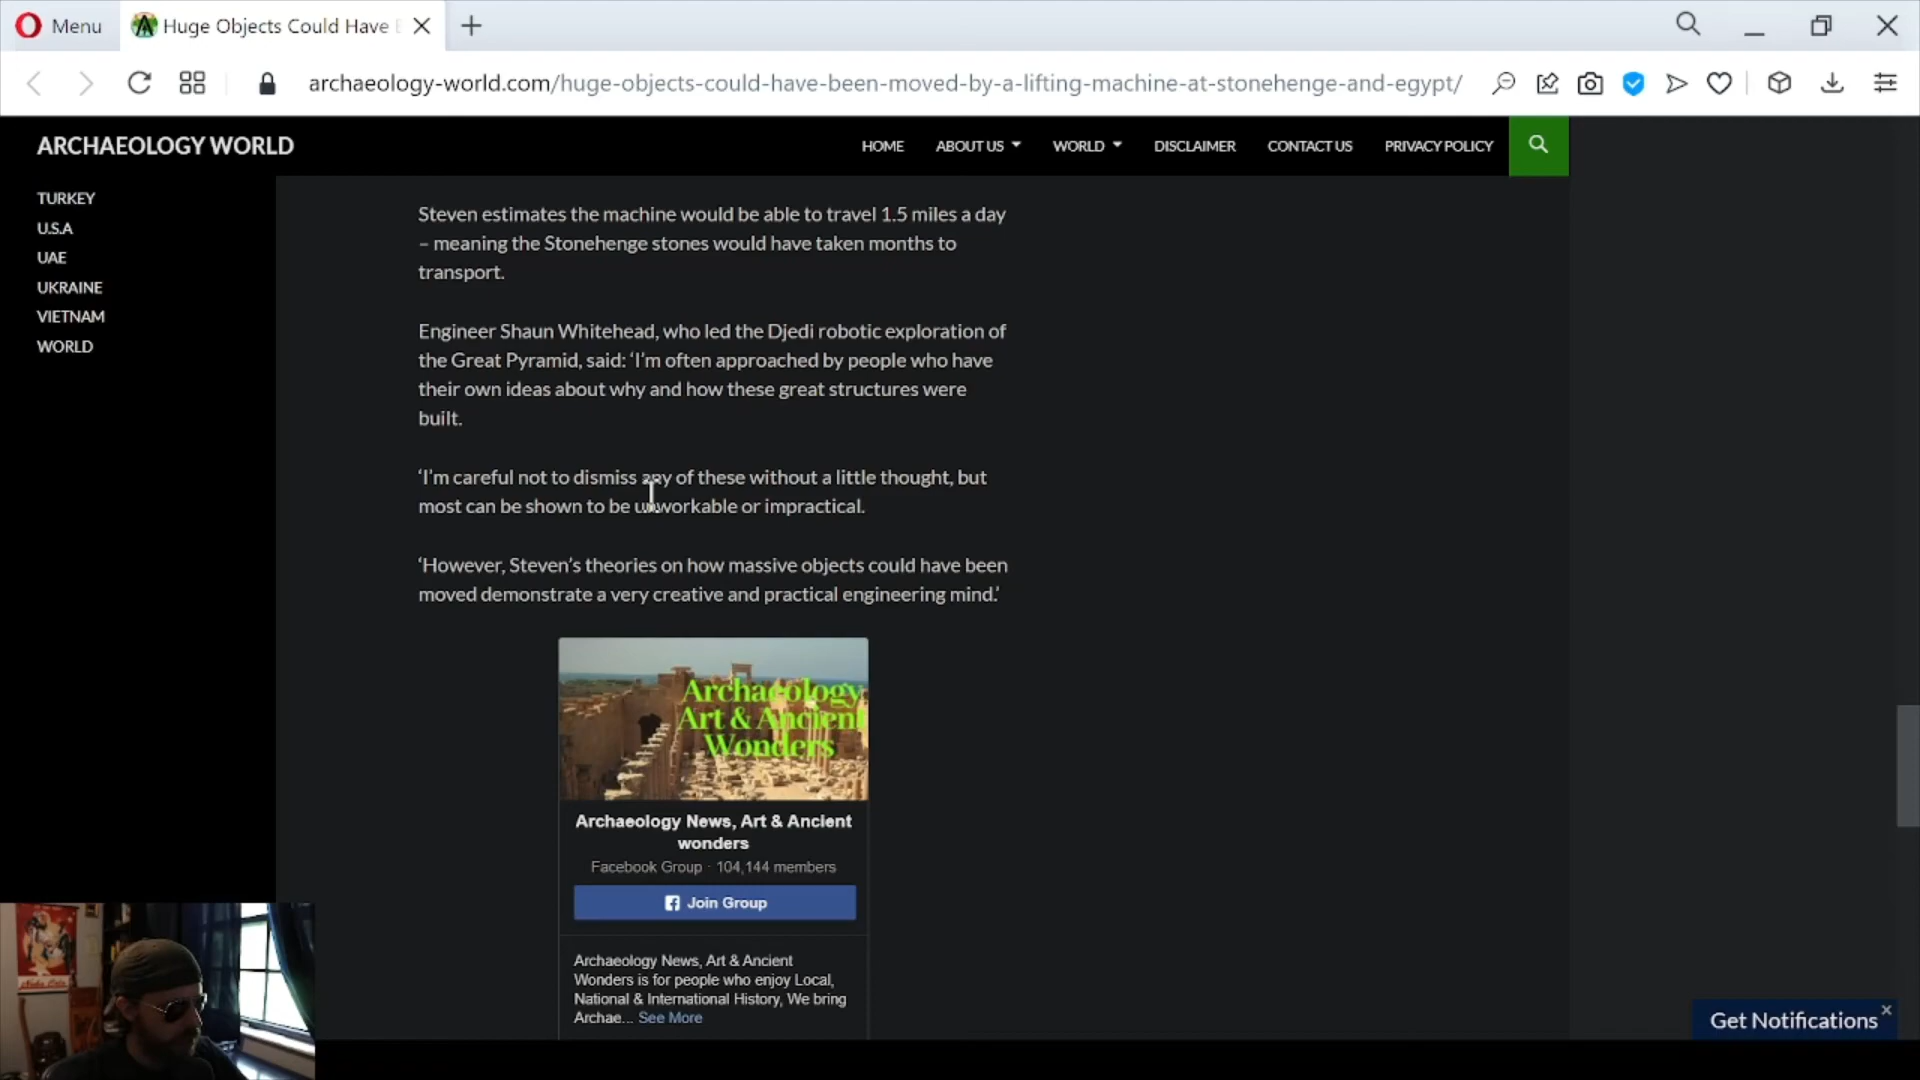 Menu
Huge Objects Could Have
archaeology-world.com/huge-objects-could-have-been-moved-by-a-lifting-machine-at-stonehenge-and-egypt/
ARCHAEOLOGY WORLD
HOME
ABOUT US
WORLD
DISCLAIMER
CONTACT US
PRIVACY POLICY
TURKEY
U.S.A
UAE
UKRAINE
VIETNAM
WORLD
Steven estimates the machine would be able to travel 1.5 miles a day
– meaning the Stonehenge stones would have taken months to
transport.
Engineer Shaun Whitehead, who led the Djedi robotic exploration of
the Great Pyramid, said: ‘I’m often approached by people who have
their own ideas about why and how these great structures were
built.
‘I’m careful not to dismiss any of these without a little thought, but
most can be shown to be unworkable or impractical.
‘However, Steven’s theories on how massive objects could have been
moved demonstrate a very creative and practical engineering mind.’
Archaeology
Art & Ancient
Wonders
Archaeology News, Art & Ancient
wonders
Facebook Group · 104,144 members
Join Group
Archaeology News, Art & Ancient
Wonders is for people who enjoy Local,
National & International History, We bring
Archae... See More
Get Notifications